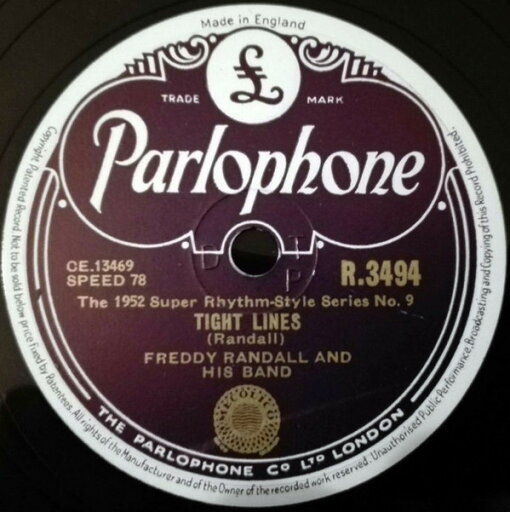 Made in England
£
TRADE MARK
Parlophone
CE.13469
SPEED 78
R.3494
The 1952 Super Rhythm-Style Series No. 9
TIGHT LINES
(Randall)
FREDDY RANDALL AND
HIS BAND
THE PARLOPHONE CO LTD LONDON
Copyright. Patented Record Not to be sold below price fixed by Patentees. All rights of the Manufacturer and of the Owner of the recorded work reserved. Unauthorised Public Performance, Broadcasting and Copying of this Record Prohibited.